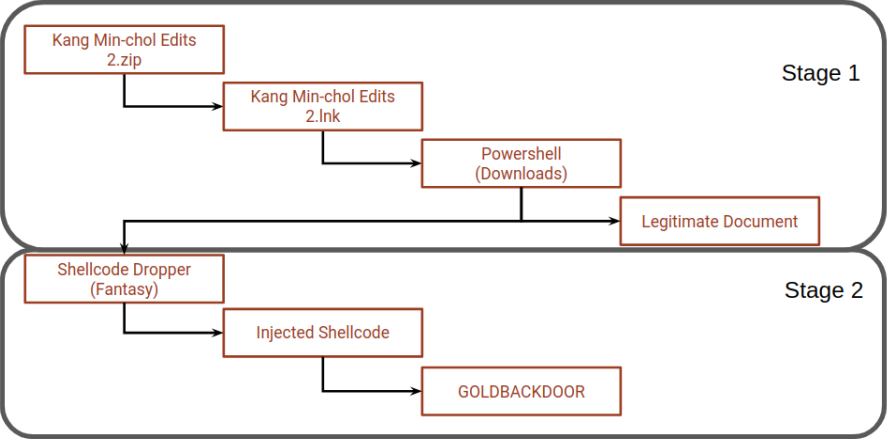 Kang Min-chol Edits
2.zip
Stage 1
Kang Min-chol Edits
2.lnk
Powershell
(Downloads)
Legitimate Document
Shellcode Dropper
(Fantasy)
Stage 2
Injected Shellcode
GOLDBACKDOOR